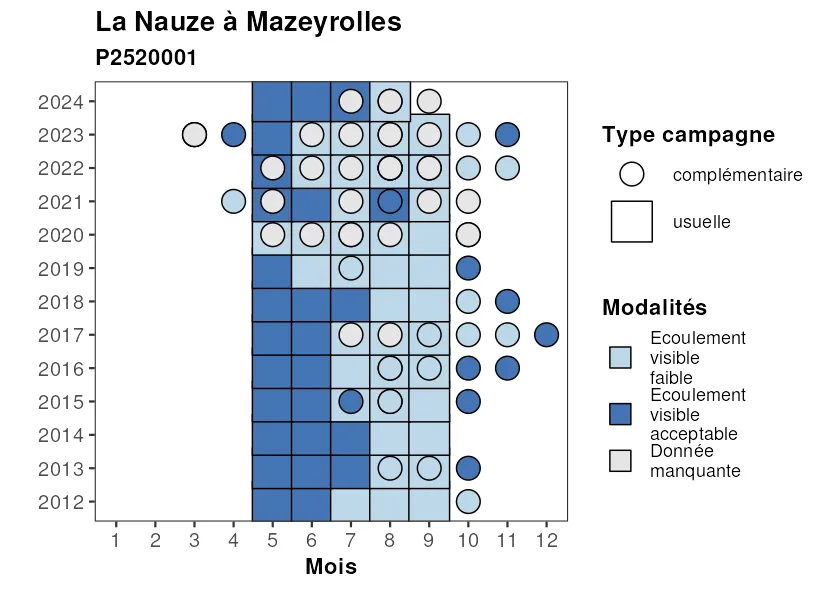 La Nauze à Mazeyrolles
P2520001
2024
2023
2022
2021
2020
2019
2018
2017
2016
2015
2014
2013
2012
1 2 3 4 5 6 7 8 9 10 11 12
Mois
Type campagne
complémentaire
usuelle
Modalités
Ecoulement
visible
faible
Ecoulement
visible
acceptable
Donnée
manquante